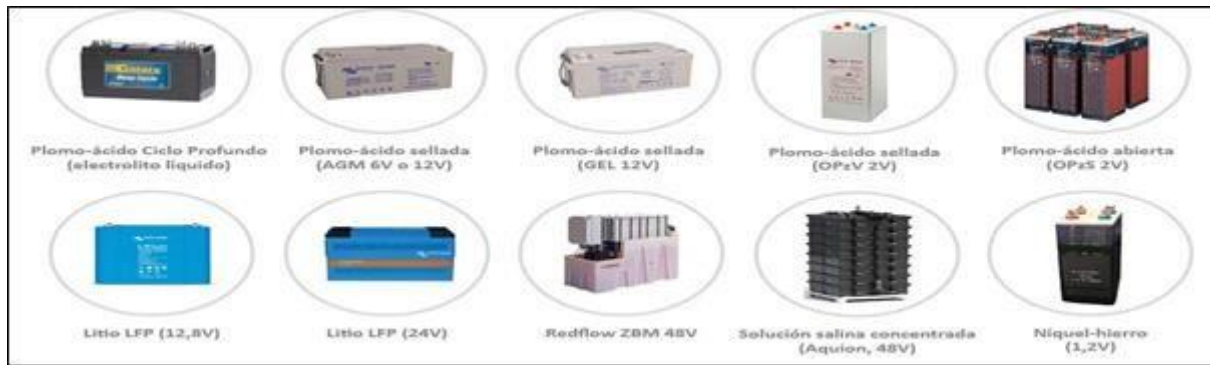 Plomo-ácido Ciclo Profundo
(electrolito líquido)
Plomo-ácido sellada
(AGM 6V o 12V)
Plomo-ácido sellada
(GEL 12V)
Plomo-ácido sellada
(OPzV 2V)
Plomo-ácido abierta
(OPzS 2V)
Litio LFP (12,8V)
Litio LFP (24V)
Redflow ZBM 48V
Solución salina concentrada
(Aquion, 48V)
Níquel-hierro
(1,2V)